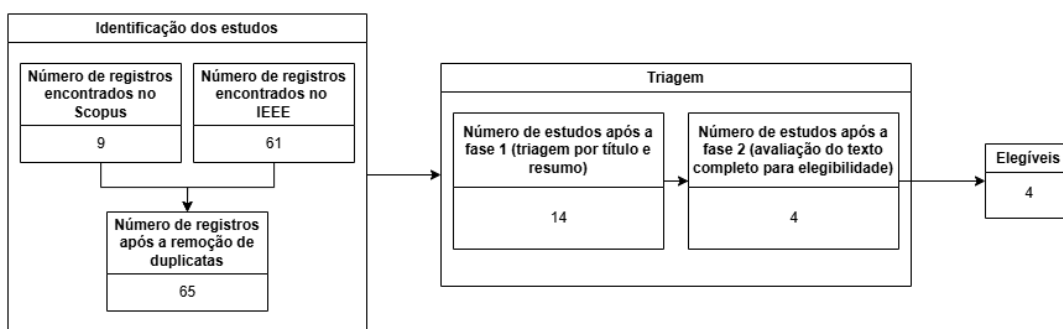 Identificação dos estudos
Número de registros
encontrados no
Scopus
9
Número de registros
encontrados no
IEEE
61
Número de registros
após a remoção de
duplicatas
65
Triagem
Número de estudos após a
fase 1 (triagem por título e
resumo)
14
Número de estudos após a
fase 2 (avaliação do texto
completo para elegibilidade)
4
Elegíveis
4